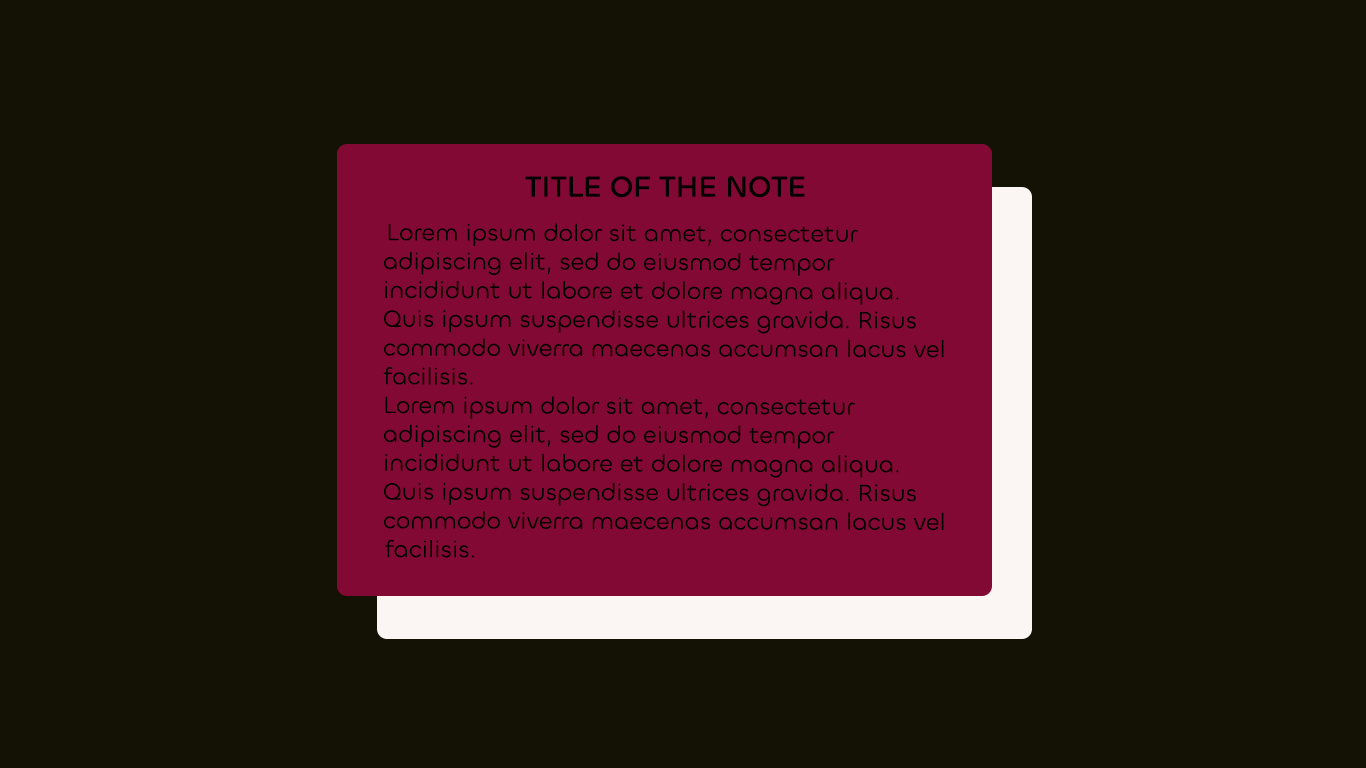 TITLE OF THE NOTE
Lorem ipsum dolor sit amet, consectetur
adipiscing elit, sed do eiusmod tempor
incididunt ut labore et dolore magna aliqua.
Quis ipsum suspendisse ultrices gravida. Risus
commodo viverra maecenas accumsan lacus vel
facilisis.
Lorem ipsum dolor sit amet, consectetur
adipiscing elit, sed do eiusmod tempor
incididunt ut labore et dolore magna aliqua.
Quis ipsum suspendisse ultrices gravida. Risus
commodo viverra maecenas accumsan lacus vel
facilisis.